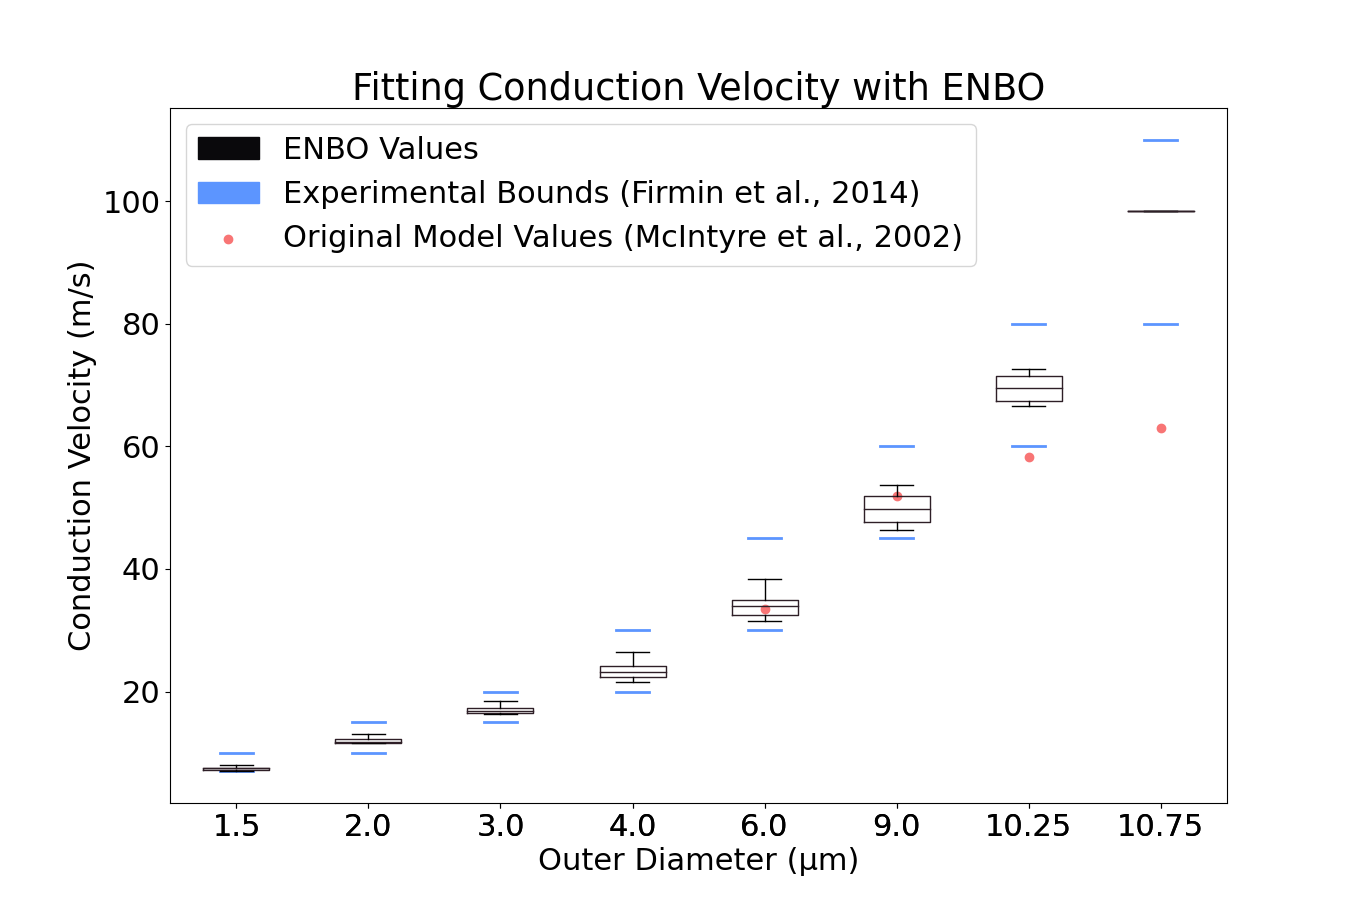 Fitting Conduction Velocity with ENBO
ENBO Values
Experimental Bounds (Firmin et al., 2014)
Original Model Values (McIntyre et al., 2002)
Conduction Velocity (m/s)
100
80
60
40
20
1.5 2.0 3.0 4.0 6.0 9.0 10.25 10.75
Outer Diameter (μm)